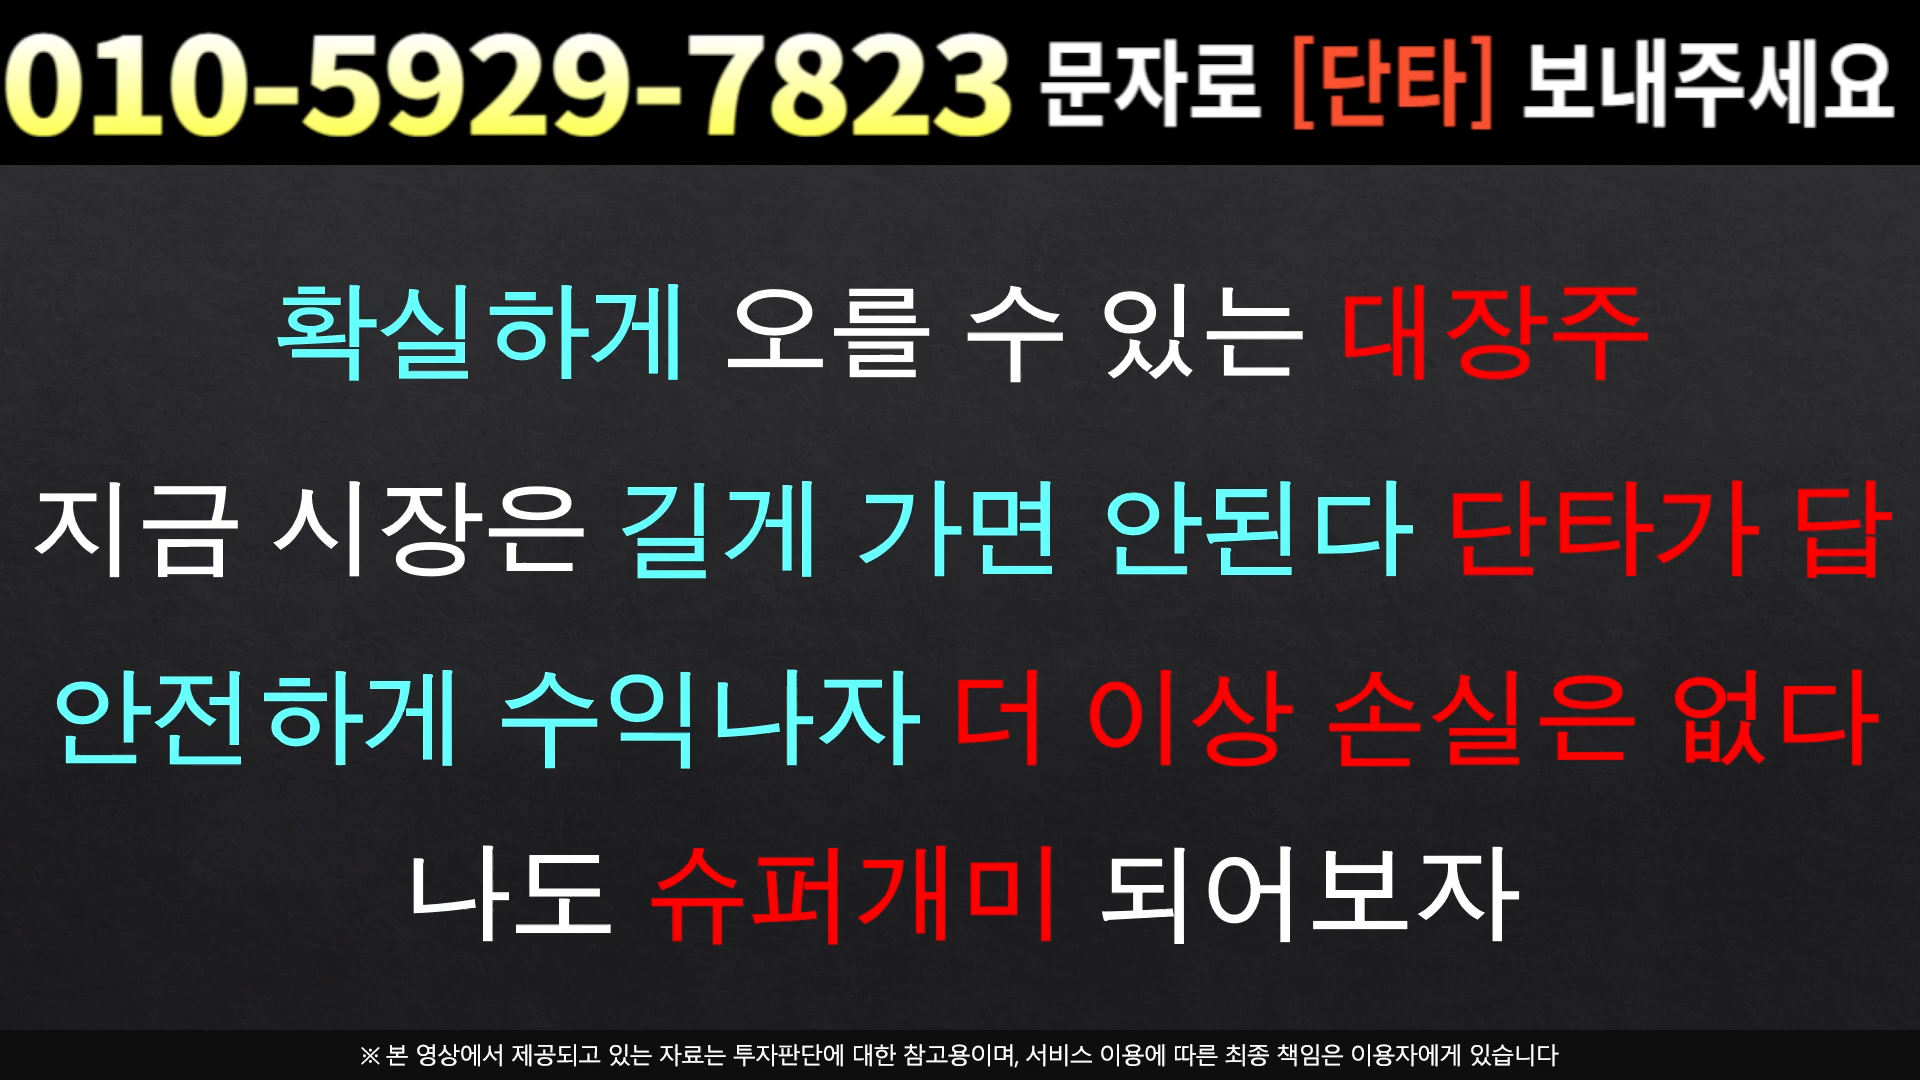 010-5929-7823 문자로 [단타] 보내주세요
확실하게 오를 수 있는 대장주
지금 시장은 길게 가면 안된다 단타가 답
안전하게 수익나자 더 이상 손실은 없다
나도 슈퍼개미 되어보자
※ 본 영상에서 제공되고 있는 자료는 투자판단에 대한 참고용이며, 서비스 이용에 따른 최종 책임은 이용자에게 있습니다